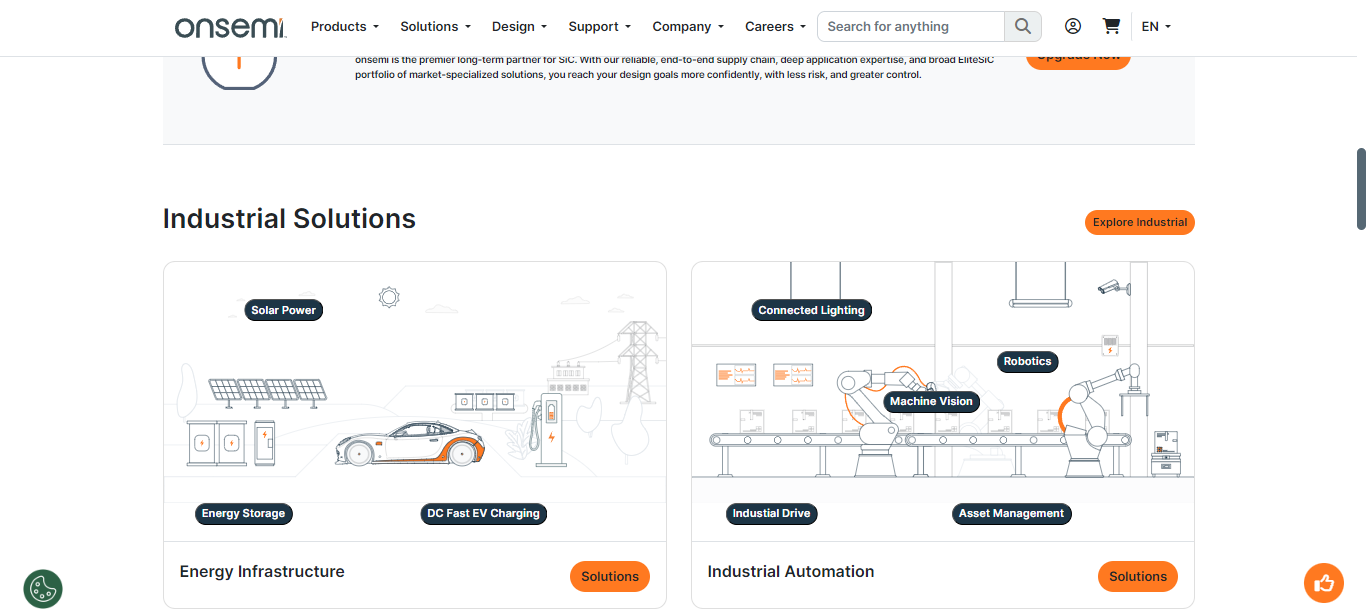 onsemi
Products
Solutions
Design
Support
Company
Careers
Search for anything
EN
onsemi is the premier long-term partner for SiC. With our reliable, end-to-end supply chain, deep application expertise, and broad EliteSiC
portfolio of market-specialized solutions, you reach your design goals more confidently, with less risk, and greater control.
Upgrade Now
Industrial Solutions
Explore Industrial
Solar Power
Energy Storage
DC Fast EV Charging
Energy Infrastructure
Solutions
Connected Lighting
Robotics
Machine Vision
Industial Drive
Asset Management
Industrial Automation
Solutions